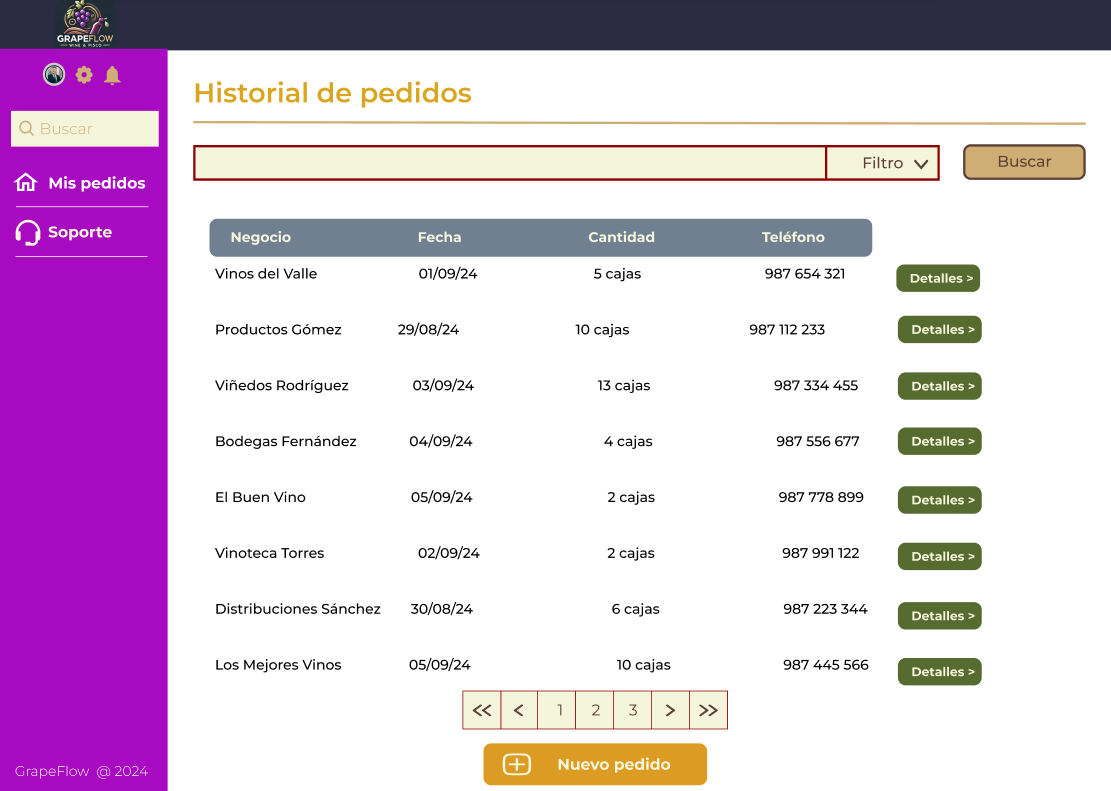 GRAPEFLOW
WINE & PISCO
Buscar
Mis pedidos
Soporte
GrapeFlow @ 2024
Historial de pedidos
Filtro
Buscar
Negocio Fecha Cantidad Teléfono
Vinos del Valle 01/09/24 5 cajas 987 654 321 Detalles >
Productos Gómez 29/08/24 10 cajas 987 112 233 Detalles >
Viñedos Rodríguez 03/09/24 13 cajas 987 334 455 Detalles >
Bodegas Fernández 04/09/24 4 cajas 987 556 677 Detalles >
El Buen Vino 05/09/24 2 cajas 987 778 899 Detalles >
Vinoteca Torres 02/09/24 2 cajas 987 991 122 Detalles >
Distribuciones Sánchez 30/08/24 6 cajas 987 223 344 Detalles >
Los Mejores Vinos 05/09/24 10 cajas 987 445 566 Detalles >
<< < 1 2 3 > >>
Nuevo pedido